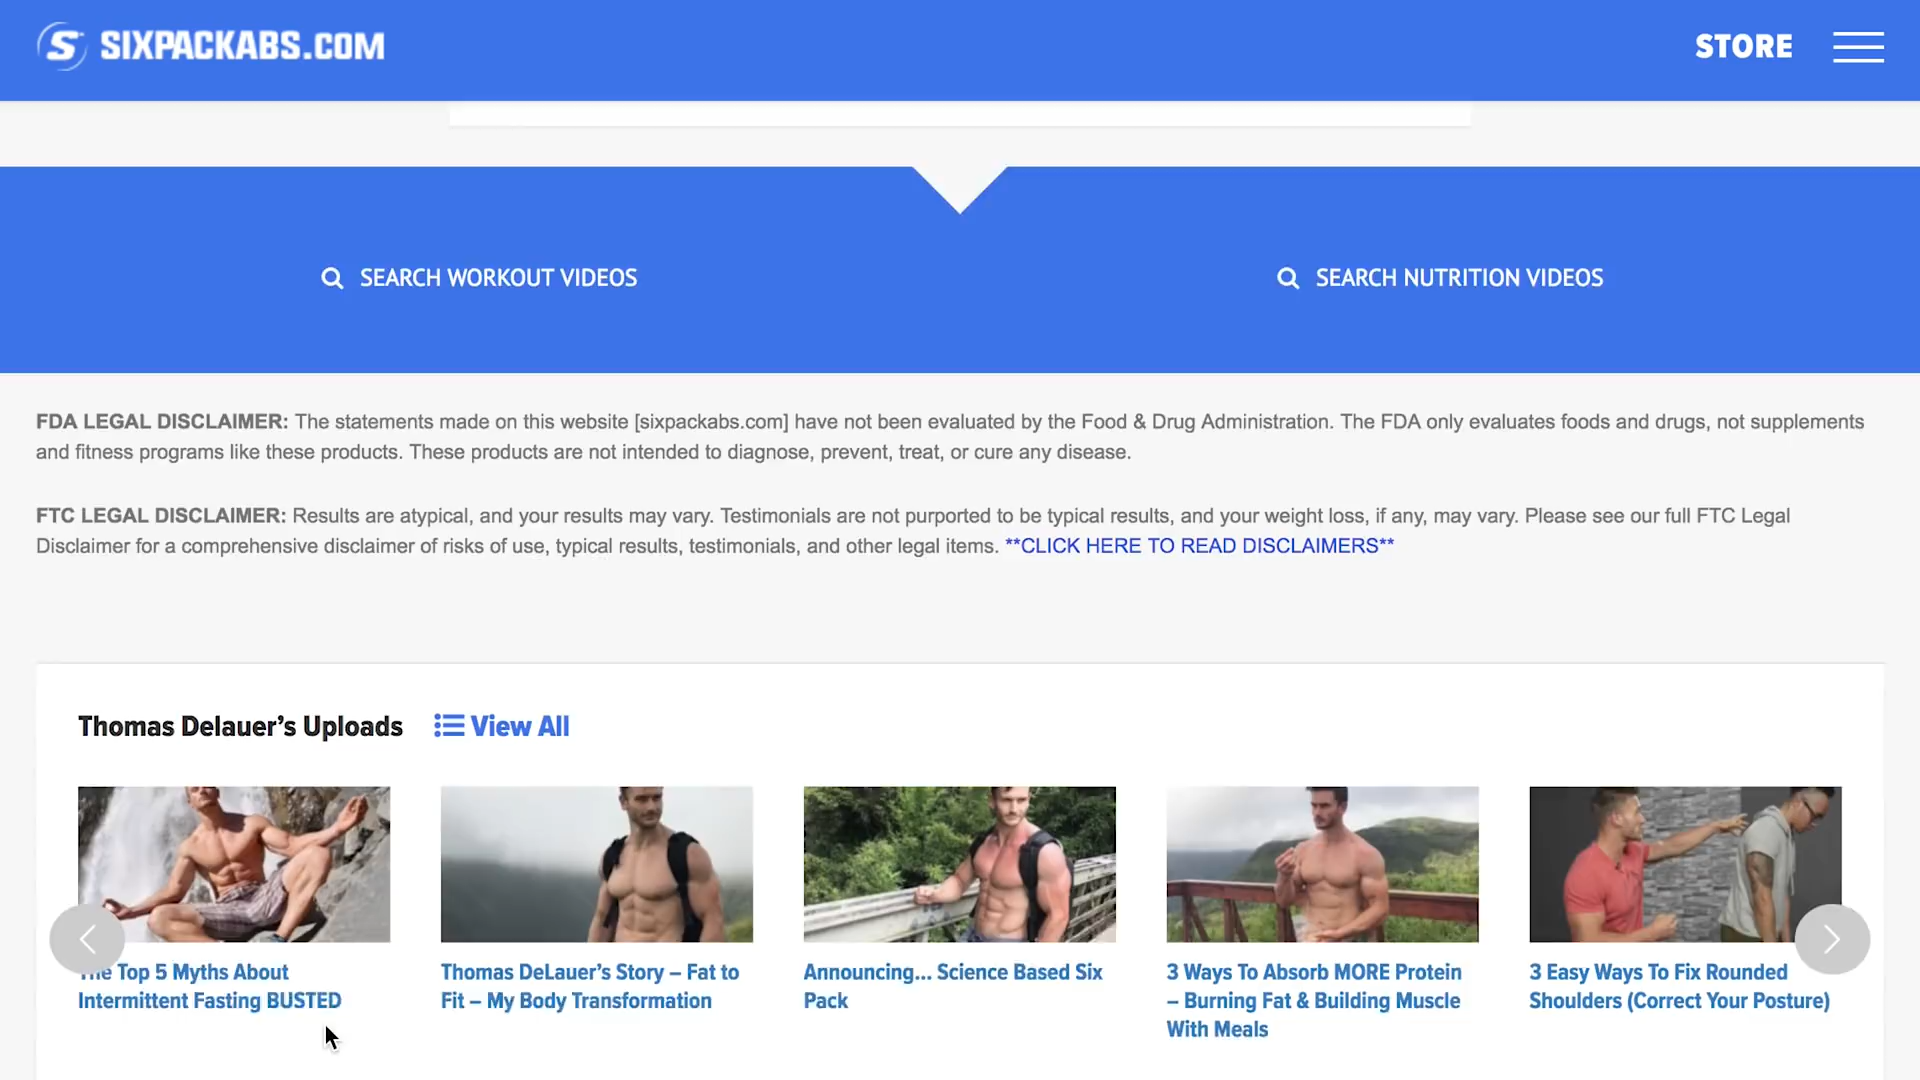 SIXPACKABS.COM
STORE
SEARCH WORKOUT VIDEOS
SEARCH NUTRITION VIDEOS
FDA LEGAL DISCLAIMER: The statements made on this website [sixpackabs.com] have not been evaluated by the Food & Drug Administration. The FDA only evaluates foods and drugs, not supplements
and fitness programs like these products. These products are not intended to diagnose, prevent, treat, or cure any disease.
FTC LEGAL DISCLAIMER: Results are atypical, and your results may vary. Testimonials are not purported to be typical results, and your weight loss, if any, may vary. Please see our full FTC Legal
Disclaimer for a comprehensive disclaimer of risks of use, typical results, testimonials, and other legal items. **CLICK HERE TO READ DISCLAIMERS**
Thomas Delauer’s Uploads
View All
The Top 5 Myths About
Intermittent Fasting BUSTED
Thomas DeLauer’s Story – Fat to
Fit – My Body Transformation
Announcing... Science Based Six
Pack
3 Ways To Absorb MORE Protein
– Burning Fat & Building Muscle
With Meals
3 Easy Ways To Fix Rounded
Shoulders (Correct Your Posture)